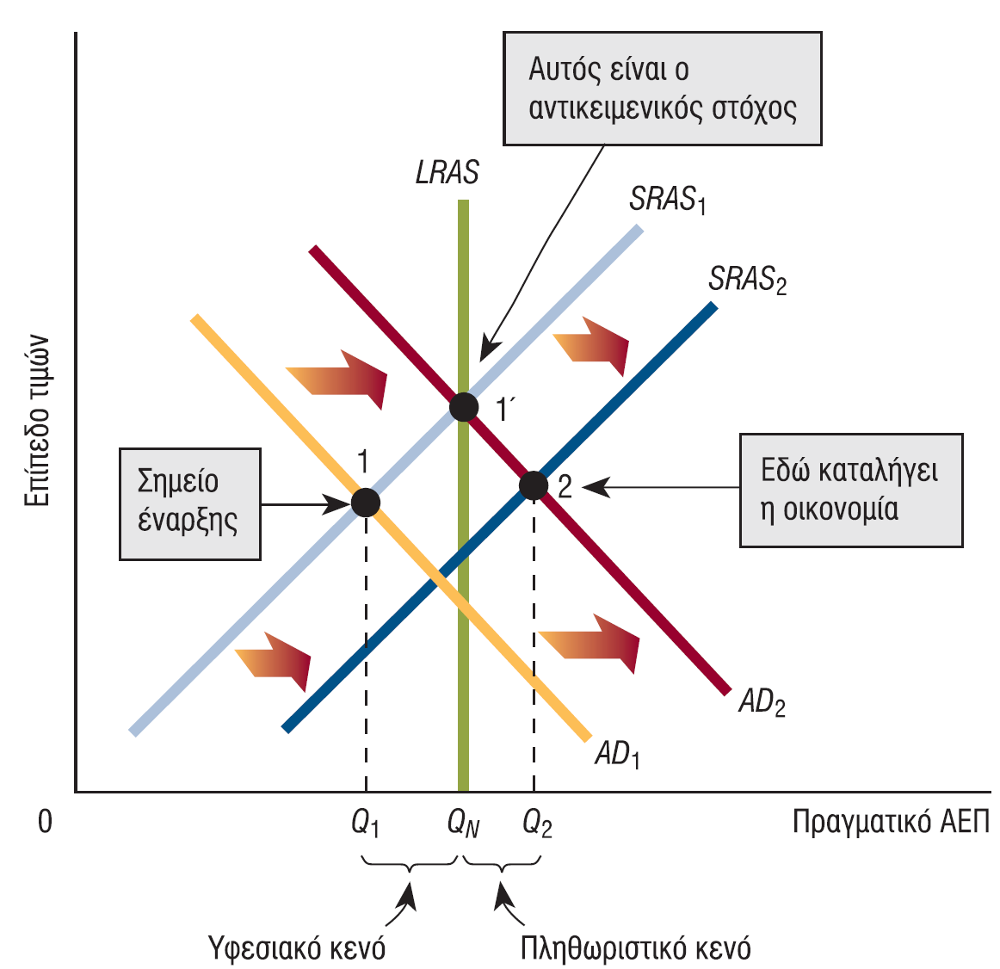 Αυτός είναι ο
αντικειμενικός στόχος
LRAS
SRAS1
SRAS2
Επίπεδο τιμών
1
1΄
2
Σημείο
έναρξης
Εδώ καταλήγει
η οικονομία
AD2
AD1
0
Q1
QN
Q2
Πραγματικό ΑΕΠ
Υφεσιακό κενό
Πληθωριστικό κενό